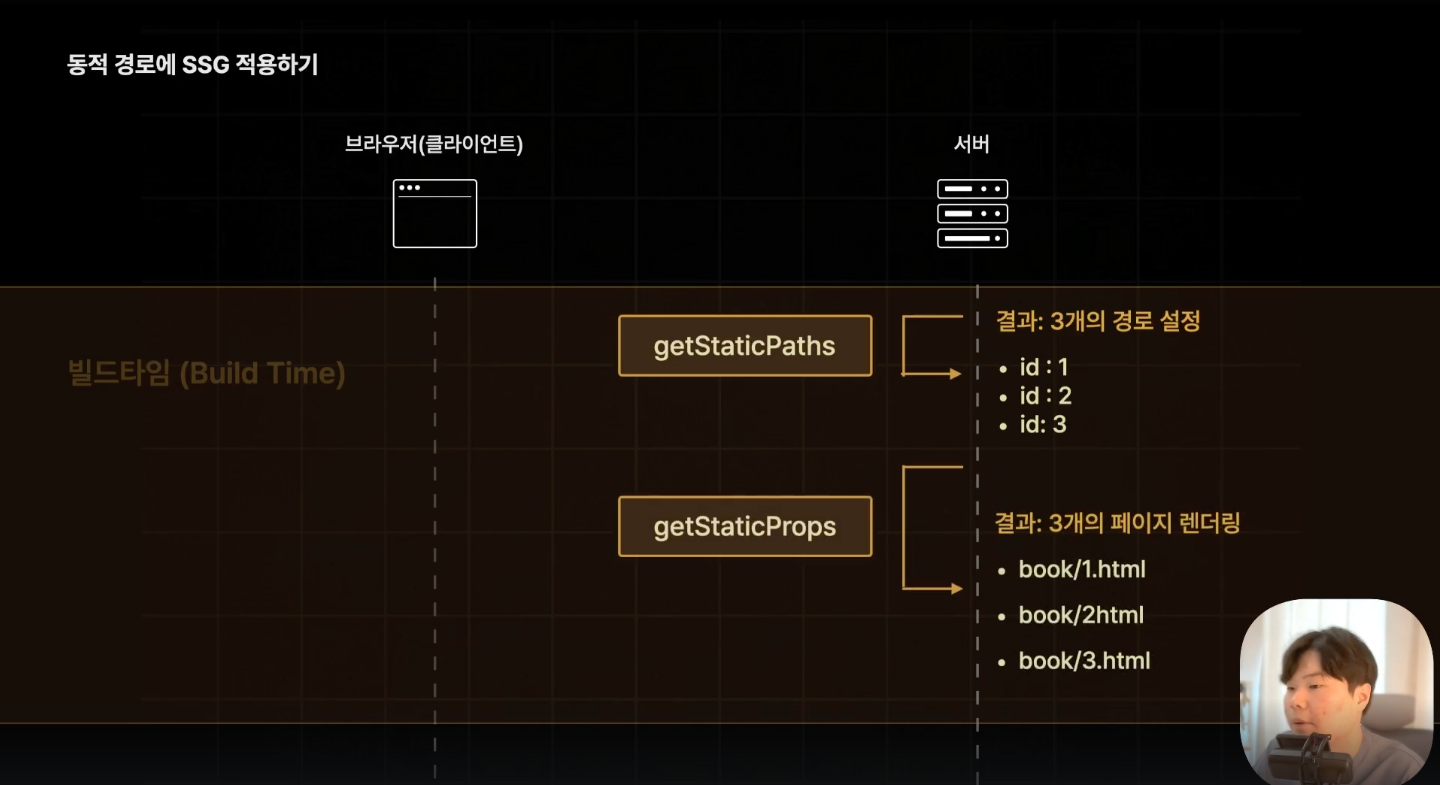 동적 경로에 SSG 적용하기
브라우저(클라이언트)
서버
빌드타임 (Build Time)
getStaticPaths
결과: 3개의 경로 설정
• id : 1
• id : 2
• id: 3
getStaticProps
결과: 3개의 페이지 렌더링
• book/1.html
• book/2html
• book/3.html